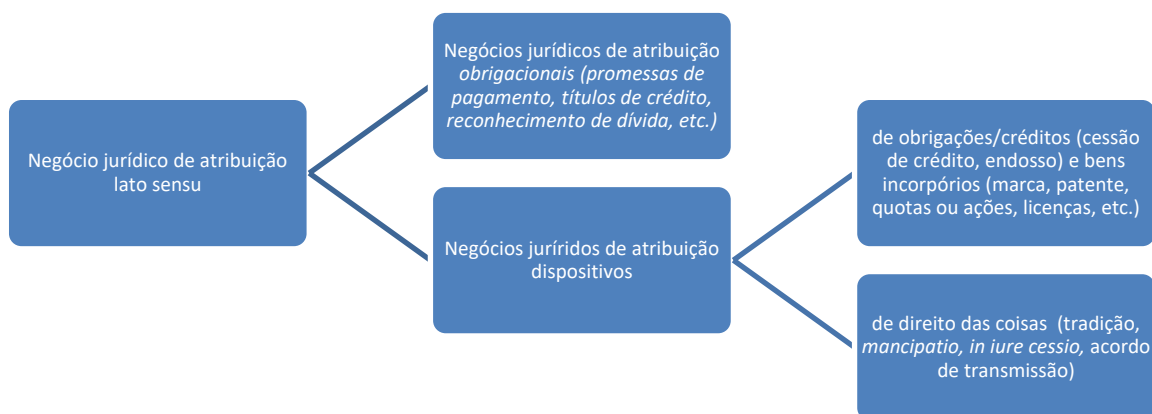 Negócio jurídico de atribuição
lato sensu
Negócios jurídicos de atribuição
obrigacionais (promessas de
pagamento, títulos de crédito,
reconhecimento de dívida, etc.)
Negócios juríridos de atribuição
dispositivos
de obrigações/créditos (cessão
de crédito, endosso) e bens
incorpórios (marca, patente,
quotas ou ações, licenças, etc.)
de direito das coisas (tradição,
mancipatio, in iure cessio, acordo
de transmissão)